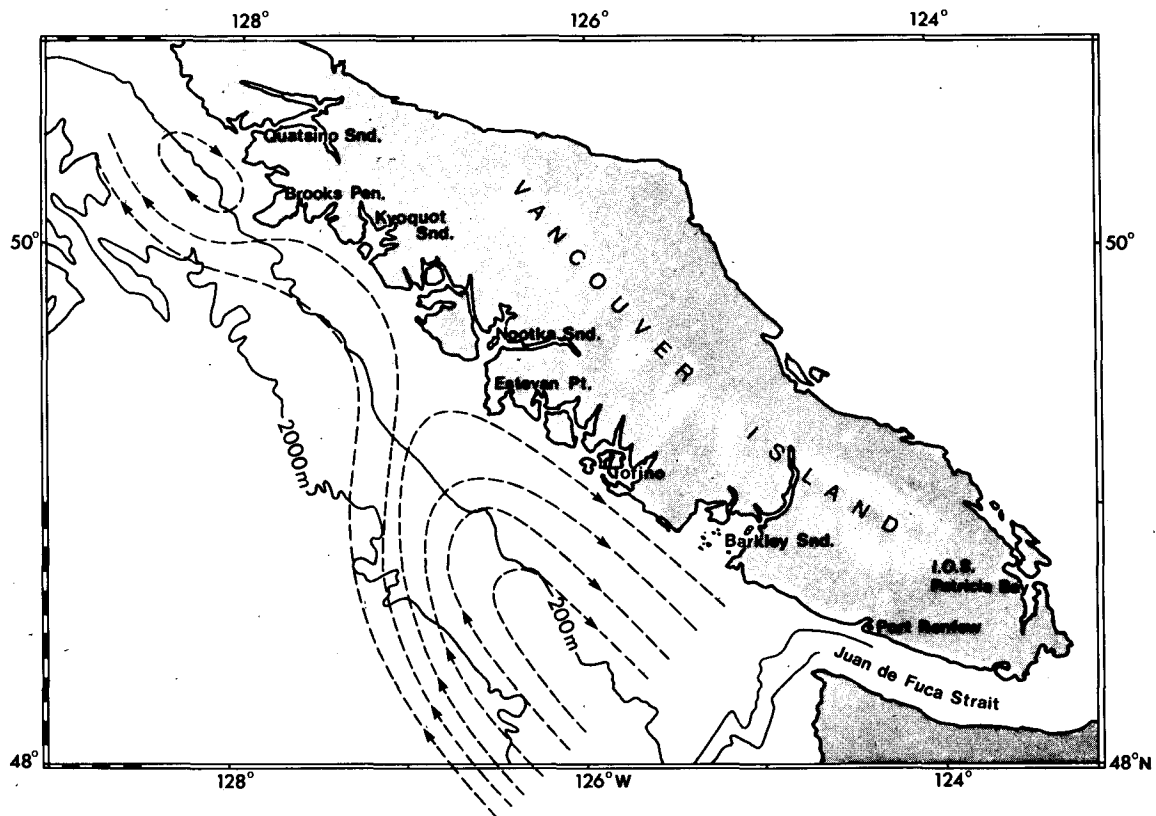 128° 126° 124°
Quatsino Snd.
Brooks Pen.
Kyoquot
Snd.
50° 50°
VANCOUVER ISLAND
Nootka Snd.
Estevan Pt.
2000m
Tofino
Barkley Snd.
I.O.S.
Patricia Bay
200m
Port Renfew
Juan de Fuca Strait
48° 48°N
128° 126°W 124°